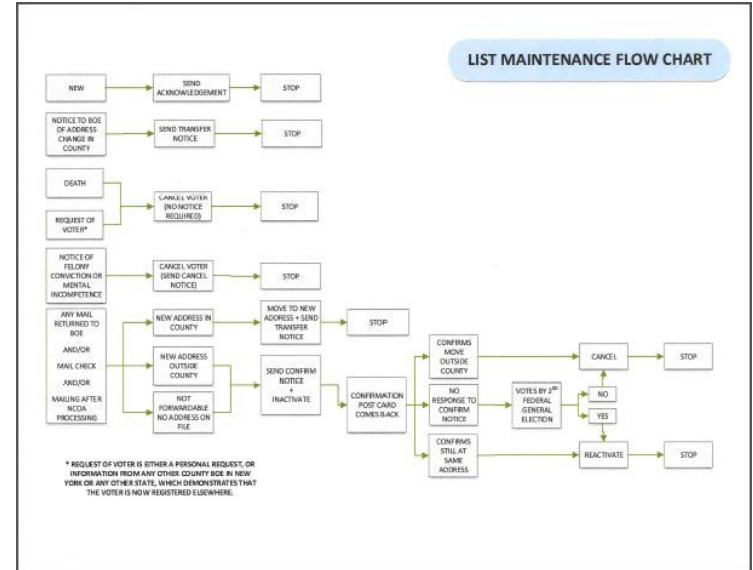 LIST MAINTENANCE FLOW CHART
NEW
SEND
ACKNOWLEDGEMENT
STOP
NOTICE TO BOE
OF ADDRESS
CHANGE IN
COUNTY
SEND TRANSFER
NOTICE
STOP
DEATH
REQUEST OF
VOTER*
CANCEL VOTER
(NO NOTICE
REQUIRED)
STOP
NOTICE OF
FELONY
CONVICTION OR
MENTAL
INCOMPETENCE
CANCEL VOTER
(SEND CANCEL
NOTICE)
STOP
ANY MAIL
RETURNED TO
BOE
AND/OR
MAIL CHECK
AND/OR
MAILING AFTER
NCOA
PROCESSING
NEW ADDRESS IN
COUNTY
MOVE TO NEW
ADDRESS + SEND
TRANSFER
NOTICE
STOP
NEW ADDRESS
OUTSIDE
COUNTY
NOT
FORWARDABLE
NO ADDRESS ON
FILE
SEND CONFIRM
NOTICE
+
INACTIVATE
CONFIRMATION
POST CARD
COMES BACK
CONFIRMS
MOVE
OUTSIDE
COUNTY
CANCEL
STOP
NO
RESPONSE TO
CONFIRM
NOTICE
VOTES BY 2ND
FEDERAL
GENERAL
ELECTION
NO
YES
CONFIRMS
STILL AT
SAME
ADDRESS
REACTIVATE
STOP
* REQUEST OF VOTER IS EITHER A PERSONAL REQUEST, OR
INFORMATION FROM ANY OTHER COUNTY BOE IN NEW
YORK OR ANY OTHER STATE, WHICH DEMONSTRATES THAT
THE VOTER IS NOW REGISTERED ELSEWHERE.